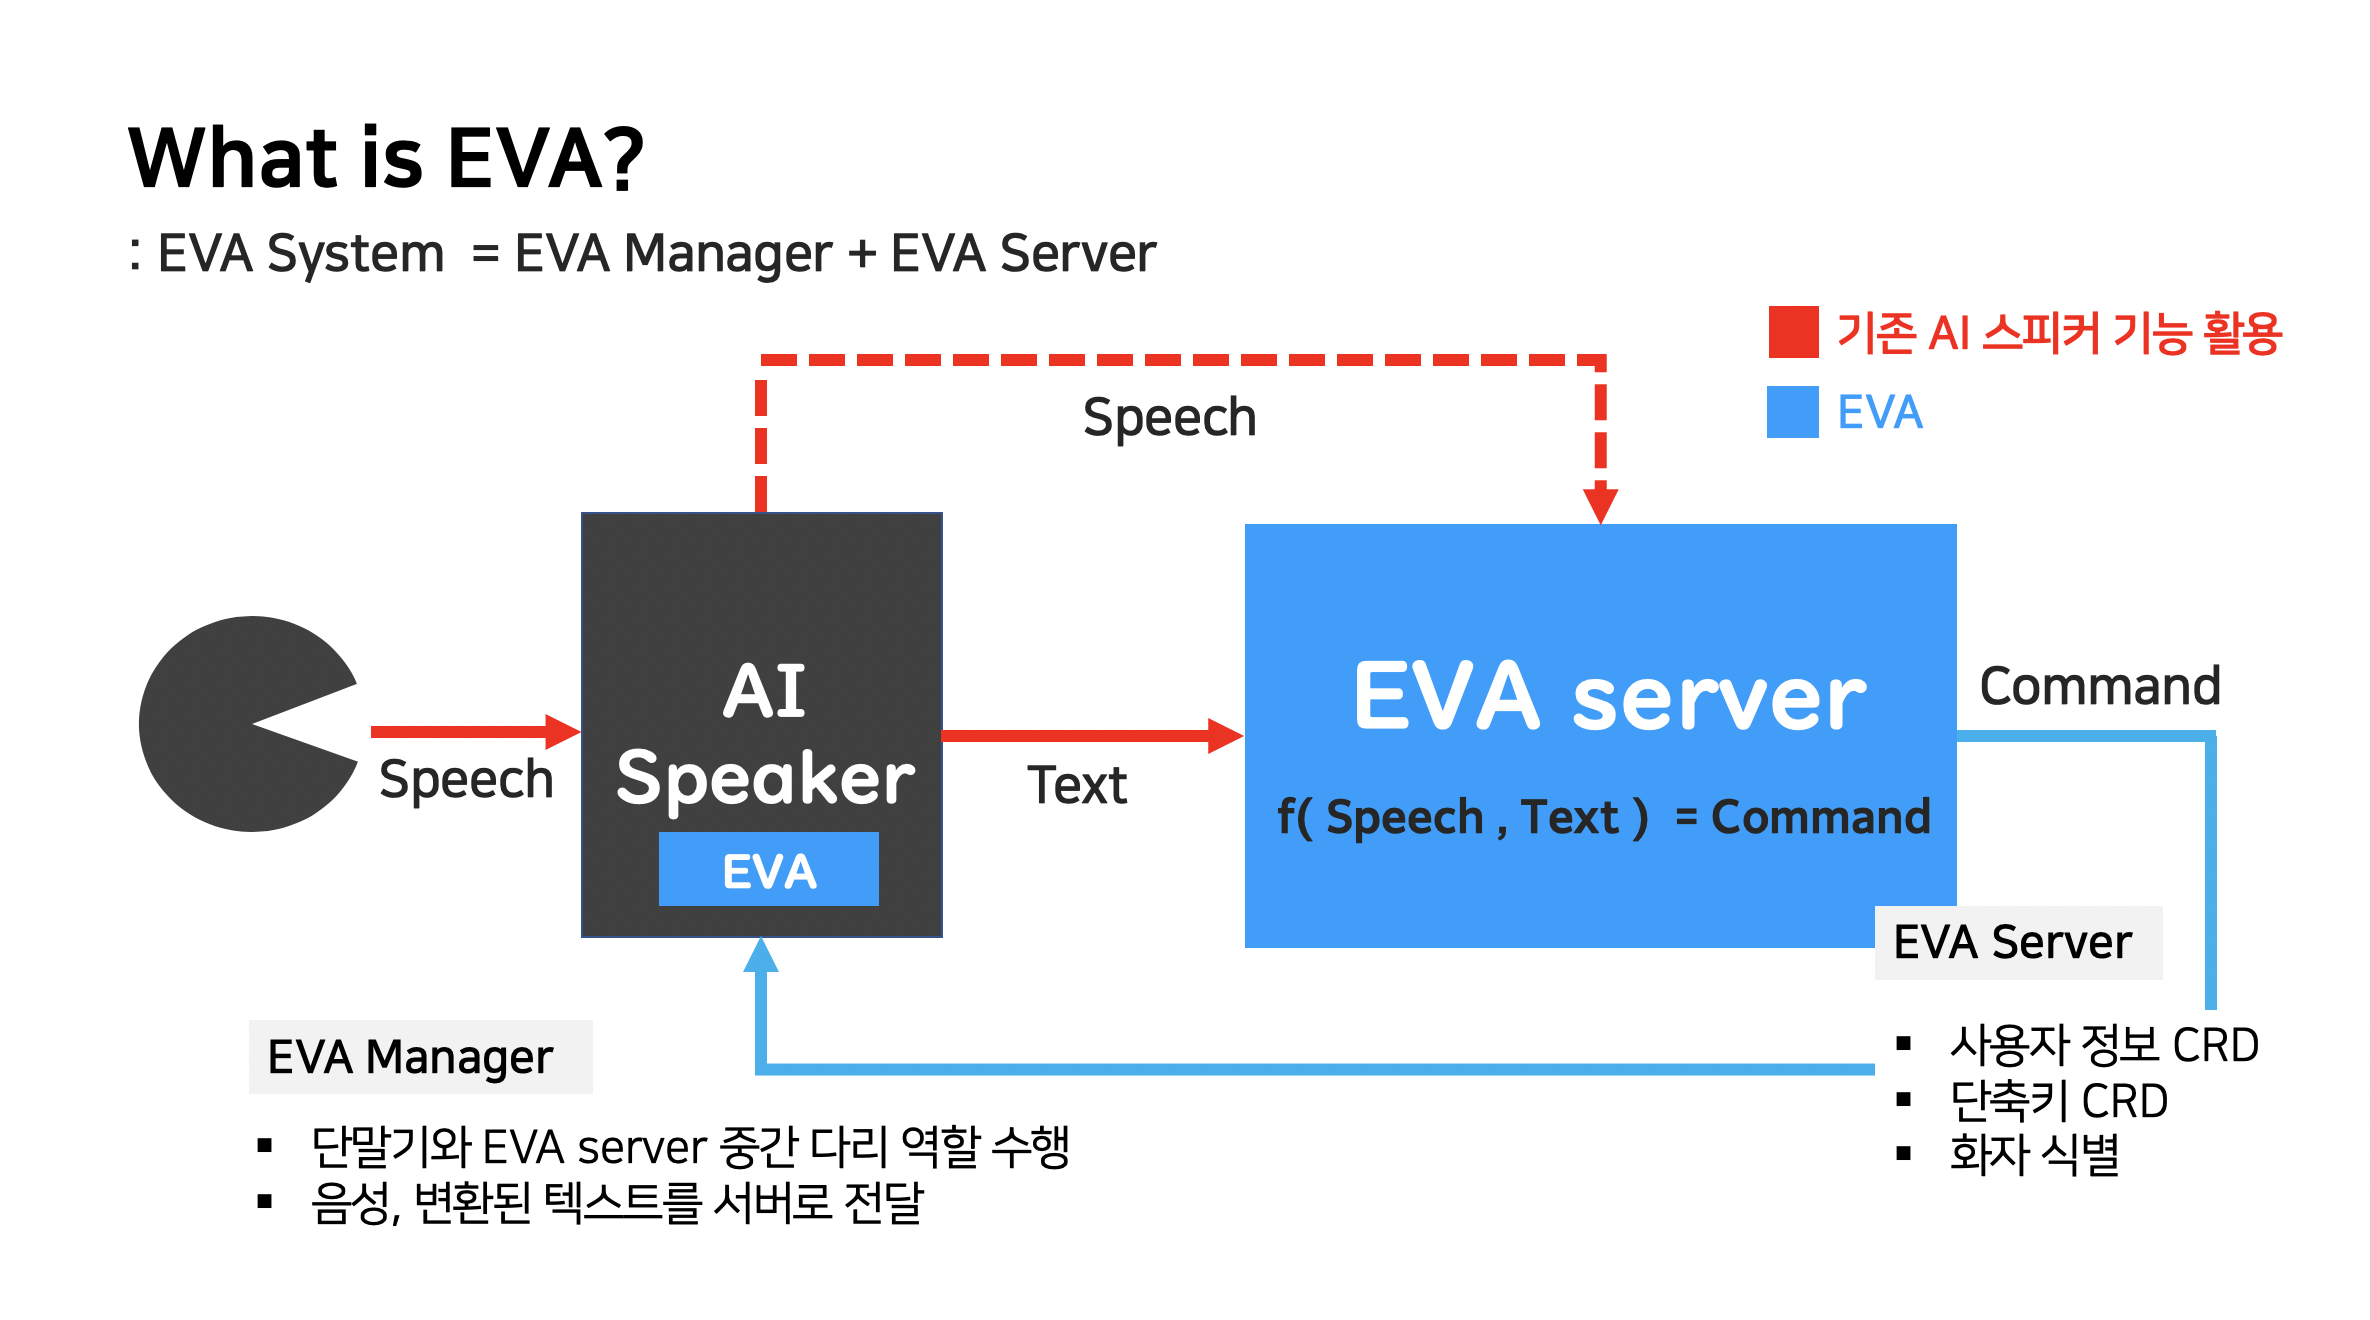 What is EVA?
: EVA System = EVA Manager + EVA Server
기존 AI 스피커 기능 활용
EVA
Speech
Speech
AI
Speaker
EVA
Text
EVA server
f( Speech , Text ) = Command
Command
EVA Server
▪ 사용자 정보 CRD
▪ 단축키 CRD
▪ 화자 식별
EVA Manager
▪ 단말기와 EVA server 중간 다리 역할 수행
▪ 음성, 변환된 텍스트를 서버로 전달